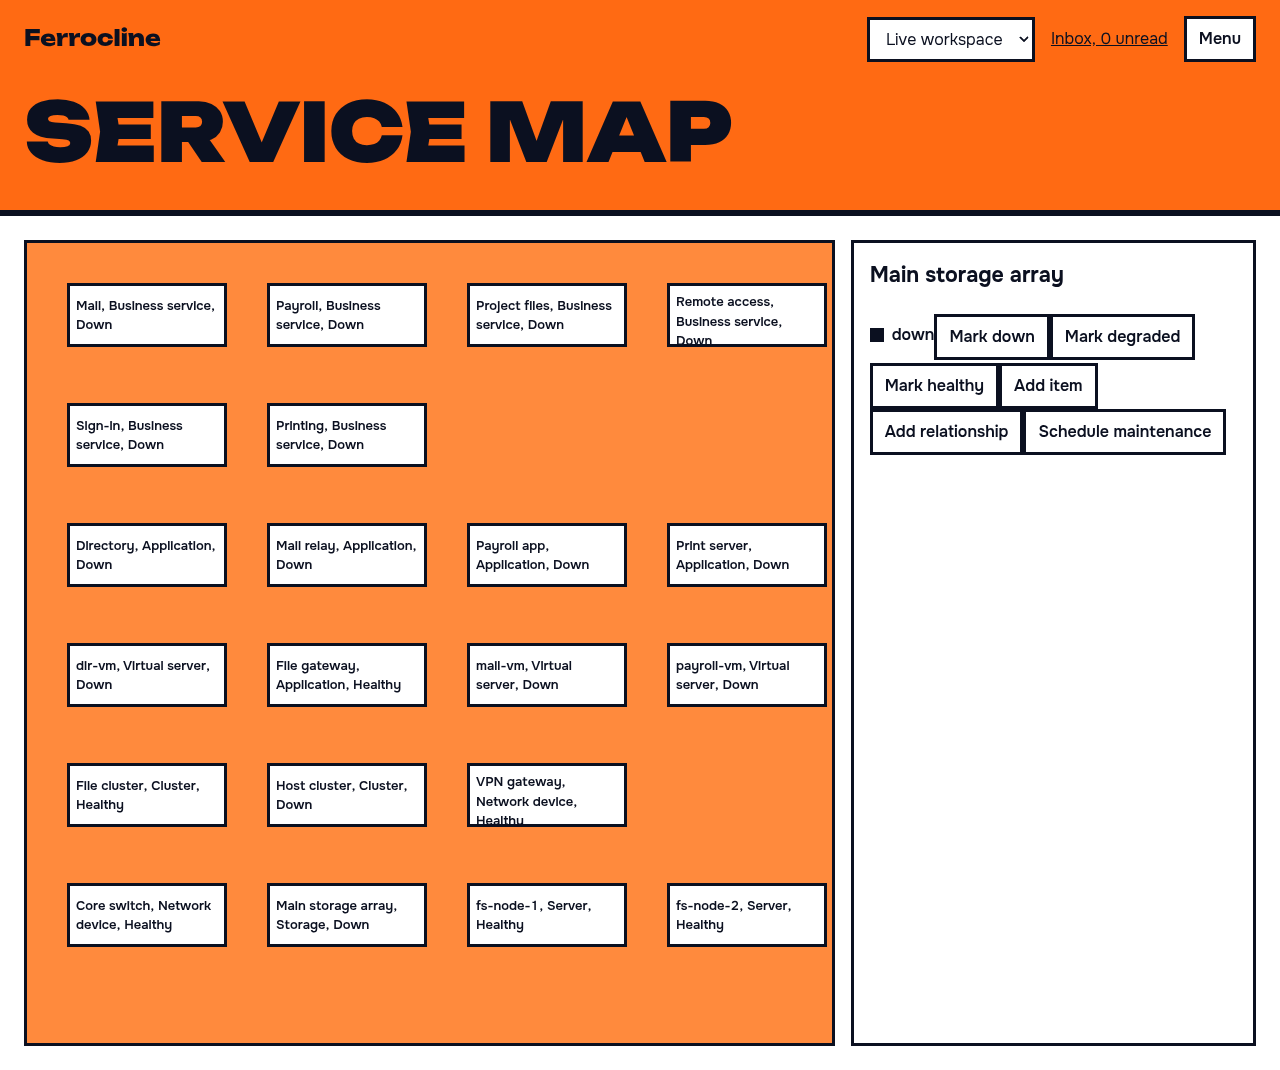 Ferrocline
Live workspace
Inbox, 0 unread
Menu
SERVICE MAP
Mail, Business service,
Down
Payroll, Business
service, Down
Project files, Business
service, Down
Remote access,
Business service,
Down
Sign-in, Business
service, Down
Printing, Business
service, Down
Directory, Application,
Down
Mail relay, Application,
Down
Payroll app,
Application, Down
Print server,
Application, Down
dir-vm, Virtual server,
Down
File gateway,
Application, Healthy
mail-vm, Virtual
server, Down
payroll-vm, Virtual
server, Down
File cluster, Cluster,
Healthy
Host cluster, Cluster,
Down
VPN gateway,
Network device,
Healthy
Core switch, Network
device, Healthy
Main storage array,
Storage, Down
fs-node-1, Server,
Healthy
fs-node-2, Server,
Healthy
Main storage array
down
Mark down
Mark degraded
Mark healthy
Add item
Add relationship
Schedule maintenance